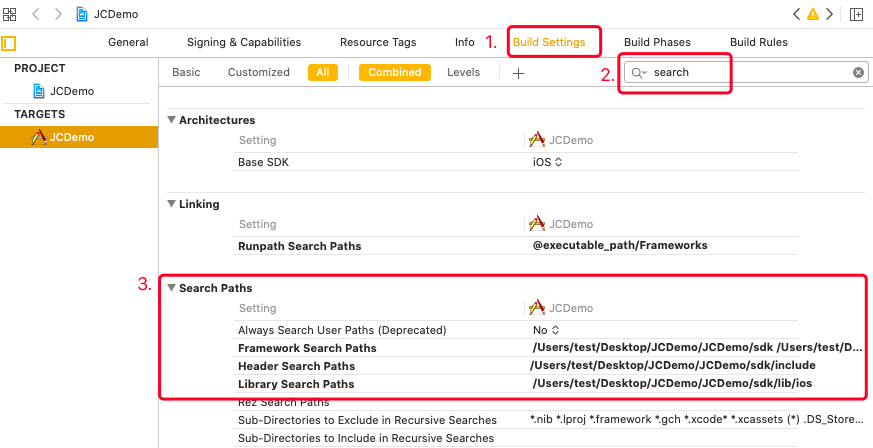 JCDemo
General Signing & Capabilities Resource Tags Info 1. Build Settings Build Phases Build Rules
PROJECT
JCDemo
TARGETS
JCDemo
Basic Customized All Combined Levels + 2. search
Architectures
Setting JCDemo
Base SDK iOS
Linking
Setting JCDemo
Runpath Search Paths @executable_path/Frameworks
3. Search Paths
Setting JCDemo
Always Search User Paths (Deprecated) No
Framework Search Paths /Users/test/Desktop/JCDemo/JCDemo/sdk /Users/test/D...
Header Search Paths /Users/test/Desktop/JCDemo/JCDemo/sdk/include
Library Search Paths /Users/test/Desktop/JCDemo/JCDemo/sdk/lib/ios
Rez Search Paths
Sub-Directories to Exclude in Recursive Searches *.nib *.lproj *.framework *.gch *.xcode* *.xcassets (*) .DS_Store...
Sub-Directories to Include in Recursive Searches